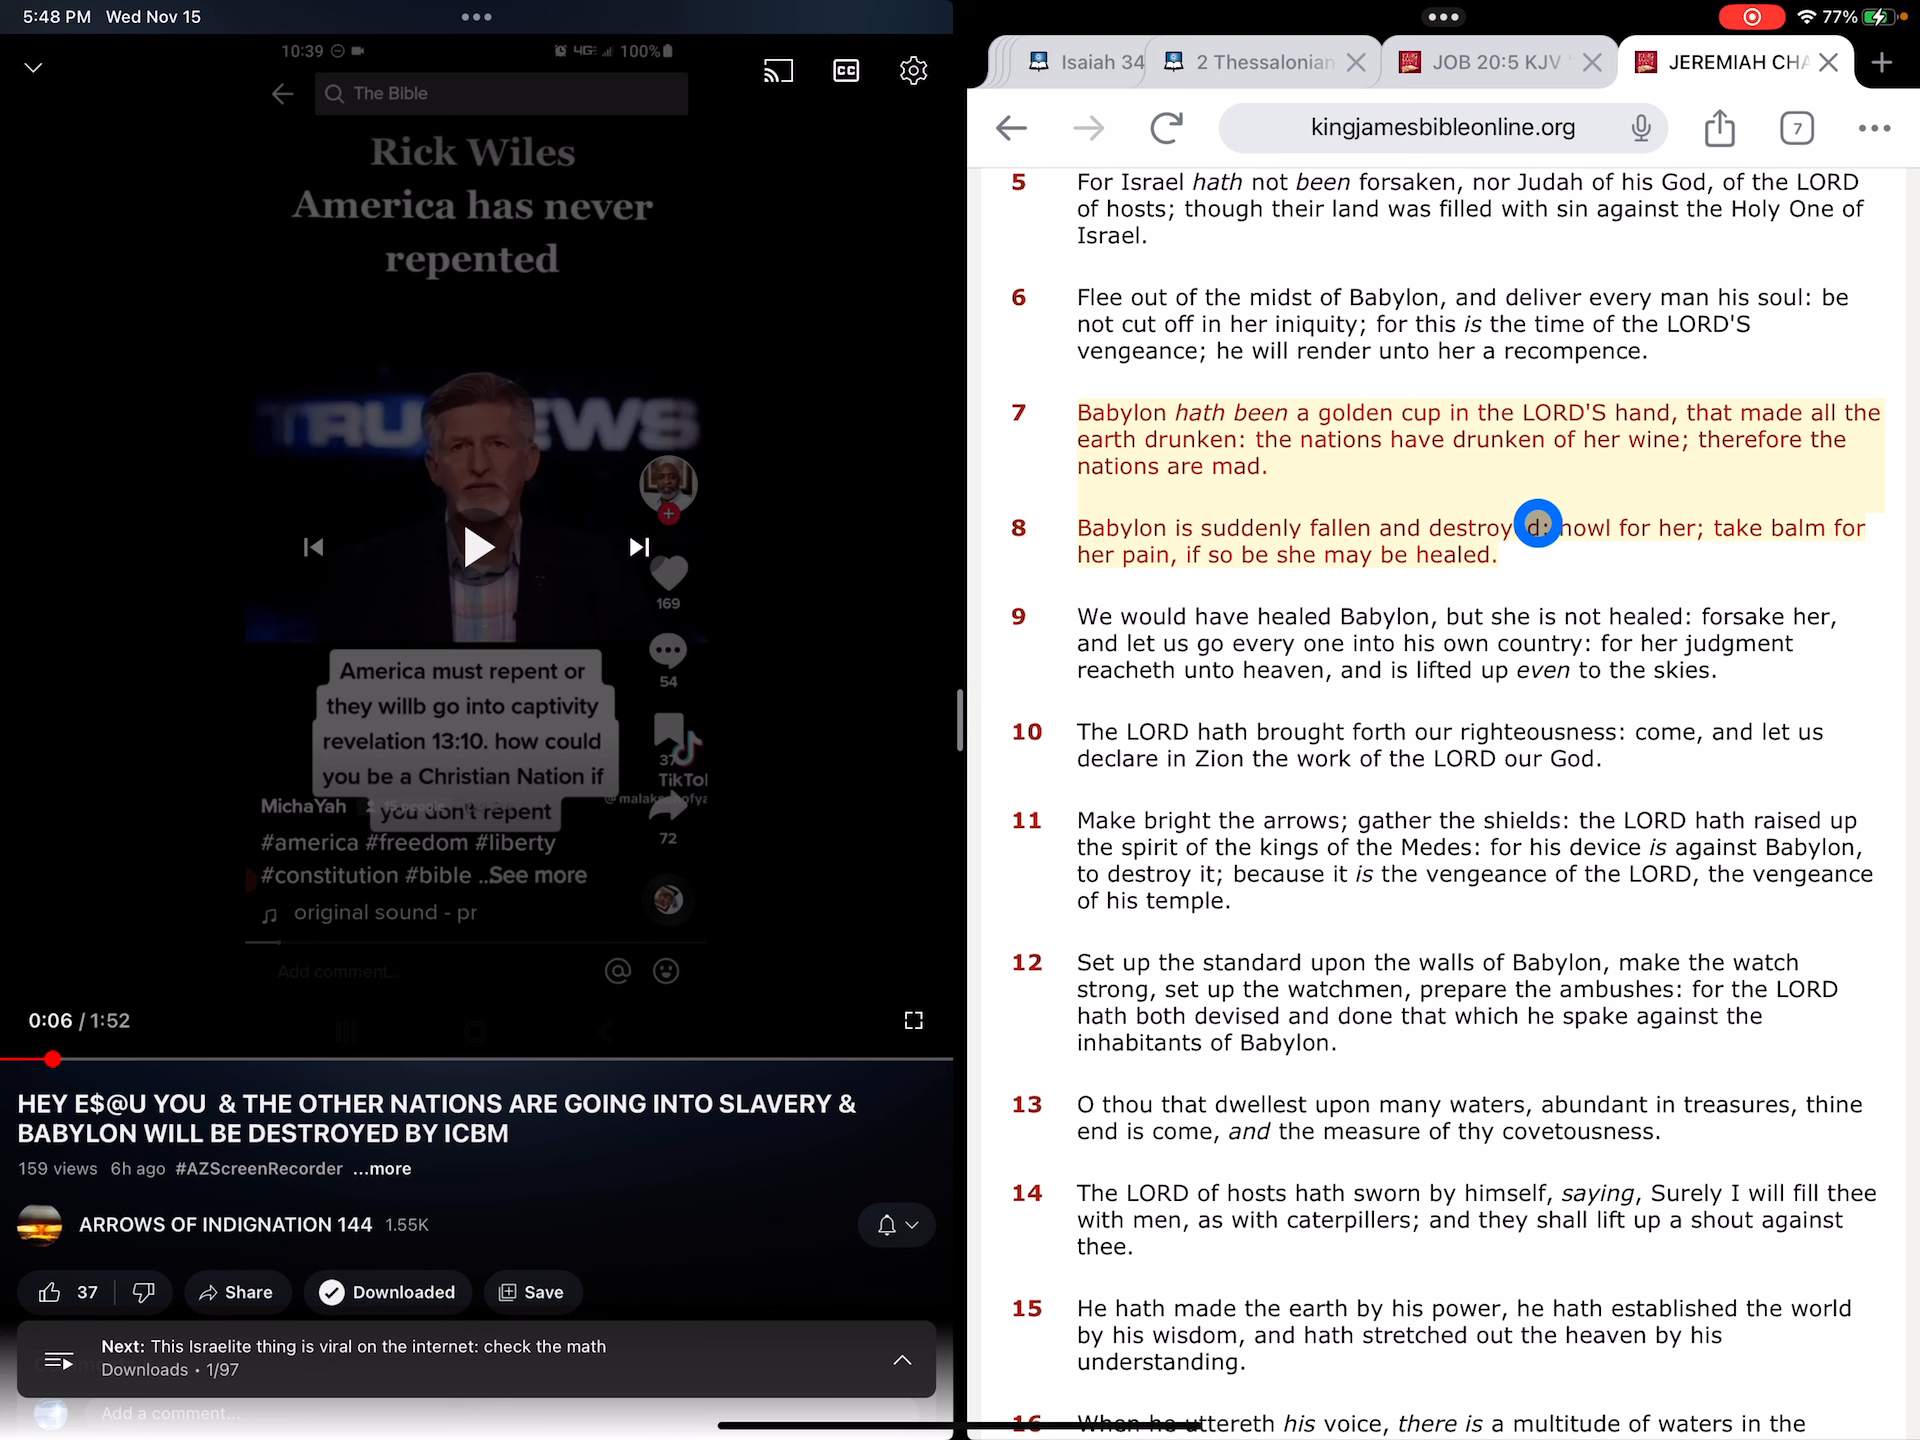 5:48 PM Wed Nov 15
10:39
4G
100%
The Bible
Rick Wiles
America has never
repented
TRUNEWS
169
54
37
72
America must repent or
they willb go into captivity
revelation 13:10. how could
you be a Christian Nation if
you don't repent
TikTok
MichaYah
15 people
#america #freedom #liberty
#constitution #bible ...See more
original sound - pr
Add comment...
0:06 / 1:52
HEY E$@U YOU & THE OTHER NATIONS ARE GOING INTO SLAVERY &
BABYLON WILL BE DESTROYED BY ICBM
159 views 6h ago #AZScreenRecorder ...more
ARROWS OF INDIGNATION 144 1.55K
37
Share
Downloaded
Save
Next: This Israelite thing is viral on the internet: check the math
Downloads • 1/97
Add a comment...
77%
Isaiah 34
2 Thessalonian
JOB 20:5 KJV
JEREMIAH CHA
kingjamesbibleonline.org
7
5 For Israel hath not been forsaken, nor Judah of his God, of the LORD
of hosts; though their land was filled with sin against the Holy One of
Israel.
6 Flee out of the midst of Babylon, and deliver every man his soul: be
not cut off in her iniquity; for this is the time of the LORD'S
vengeance; he will render unto her a recompence.
7 Babylon hath been a golden cup in the LORD'S hand, that made all the
earth drunken: the nations have drunken of her wine; therefore the
nations are mad.
8 Babylon is suddenly fallen and destroyed: howl for her; take balm for
her pain, if so be she may be healed.
9 We would have healed Babylon, but she is not healed: forsake her,
and let us go every one into his own country: for her judgment
reacheth unto heaven, and is lifted up even to the skies.
10 The LORD hath brought forth our righteousness: come, and let us
declare in Zion the work of the LORD our God.
11 Make bright the arrows; gather the shields: the LORD hath raised up
the spirit of the kings of the Medes: for his device is against Babylon,
to destroy it; because it is the vengeance of the LORD, the vengeance
of his temple.
12 Set up the standard upon the walls of Babylon, make the watch
strong, set up the watchmen, prepare the ambushes: for the LORD
hath both devised and done that which he spake against the
inhabitants of Babylon.
13 O thou that dwellest upon many waters, abundant in treasures, thine
end is come, and the measure of thy covetousness.
14 The LORD of hosts hath sworn by himself, saying, Surely I will fill thee
with men, as with caterpillers; and they shall lift up a shout against
thee.
15 He hath made the earth by his power, he hath established the world
by his wisdom, and hath stretched out the heaven by his
understanding.
16 When he uttereth his voice, there is a multitude of waters in the